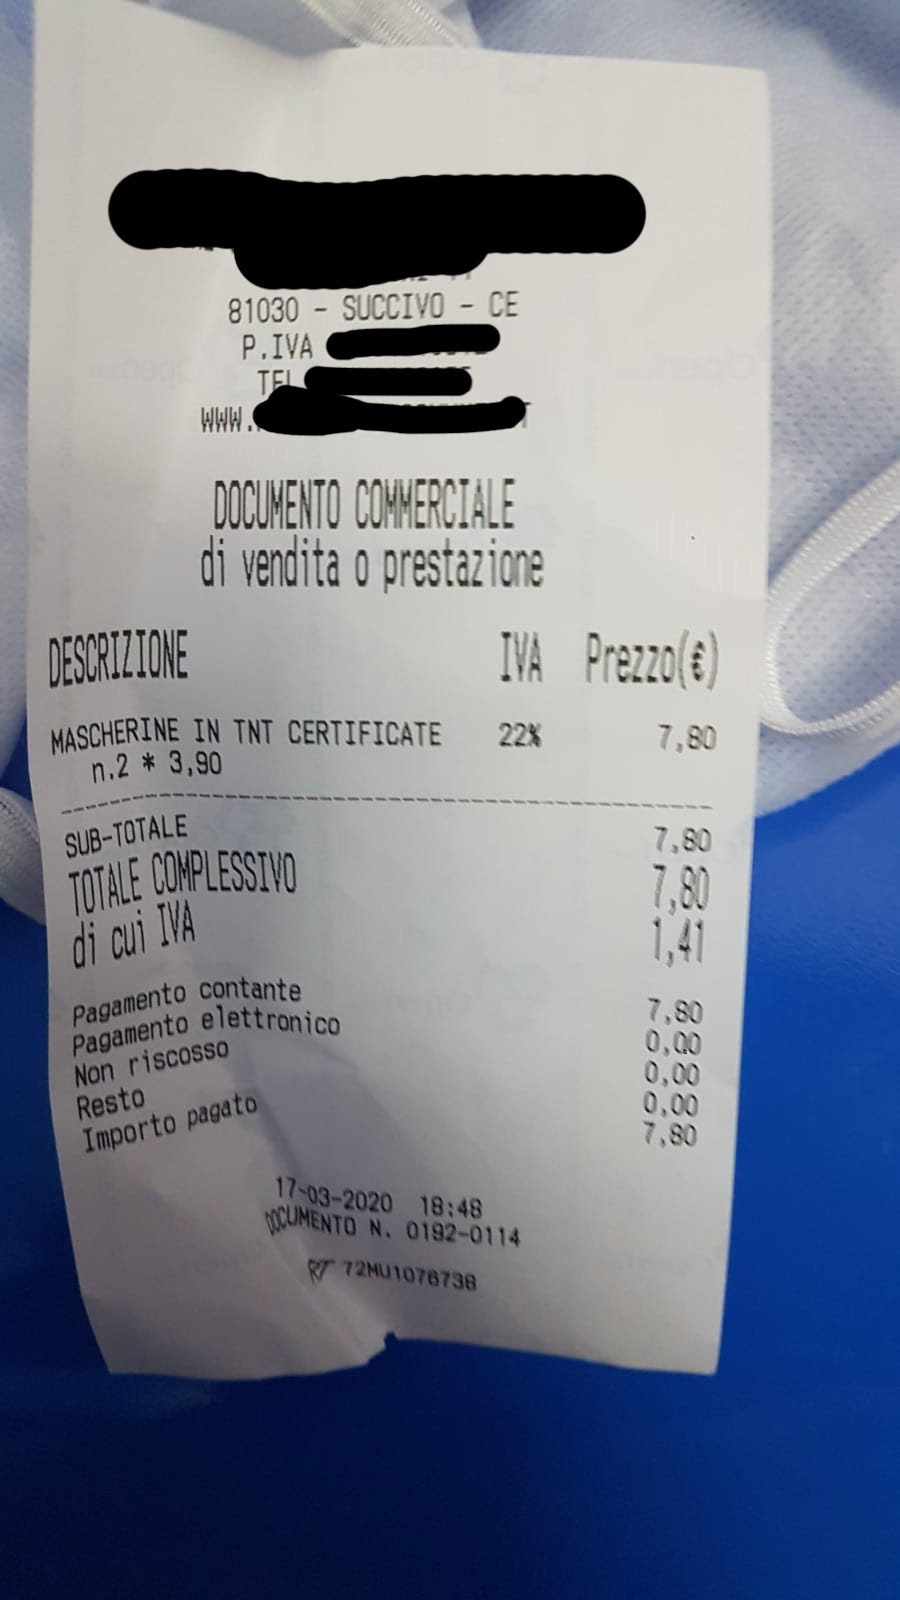 81030 - SUCCIVO - CE
P.IVA
TEL
WWW.
DOCUMENTO COMMERCIALE
di vendita o prestazione
DESCRIZIONE IVA Prezzo(€)
MASCHERINE IN TNT CERTIFICATE 22% 7,80
n.2 * 3,90
SUB-TOTALE 7,80
TOTALE COMPLESSIVO 7,80
di cui IVA 1,41
Pagamento contante 7,80
Pagamento elettronico 0,00
Non riscosso 0,00
Resto 0,00
Importo pagato 7,80
17-03-2020 18:48
DOCUMENTO N. 0192-0114
RT 72MU1076738